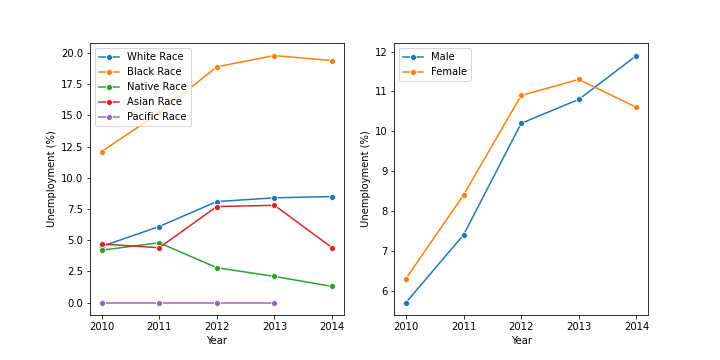 White Race
Black Race
Native Race
Asian Race
Pacific Race
20.0
17.5
15.0
12.5
10.0
7.5
5.0
2.5
0.0
Unemployment (%)
2010 2011 2012 2013 2014
Year
Male
Female
12
11
10
9
8
7
6
Unemployment (%)
2010 2011 2012 2013 2014
Year